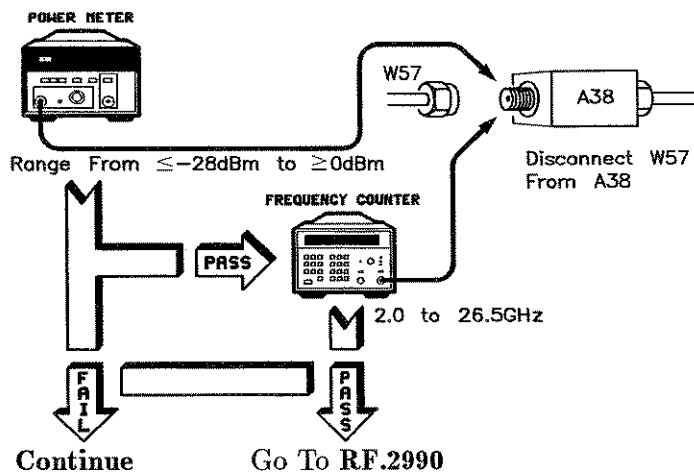 POWER METER
W57
A38
Range From ≤-28dBm to ≥0dBm
Disconnect W57
From A38
FREQUENCY COUNTER
PASS
2.0 to 26.5GHz
FAIL
PASS
Continue
Go To RF.2990